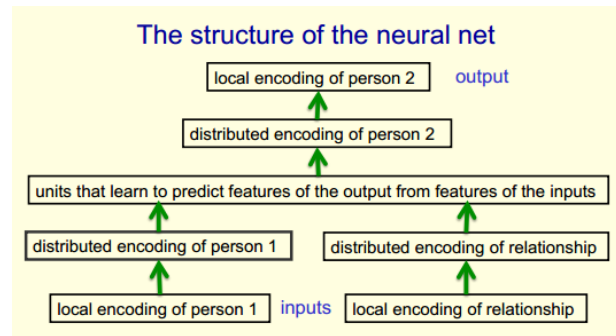 The structure of the neural net
local encoding of person 2 output
distributed encoding of person 2
units that learn to predict features of the output from features of the inputs
distributed encoding of person 1 distributed encoding of relationship
local encoding of person 1 inputs local encoding of relationship